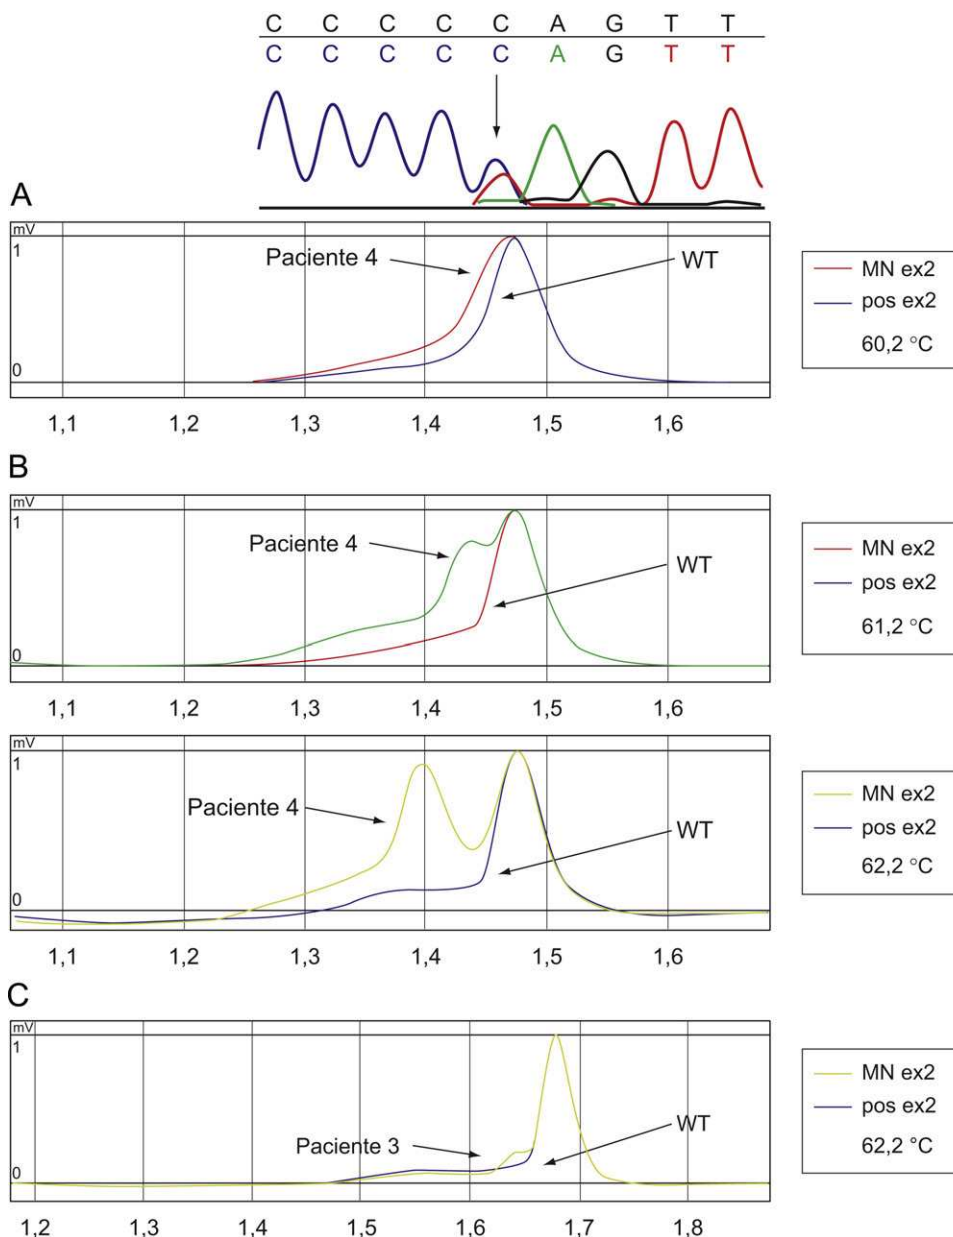 C C C C C A G T T
C C C C C A G T T
A
mV
1
0
Paciente 4
WT
1,1 1,2 1,3 1,4 1,5 1,6
MN ex2
pos ex2
60,2 °C
B
mV
1
0
Paciente 4
WT
1,1 1,2 1,3 1,4 1,5 1,6
MN ex2
pos ex2
61,2 °C
mV
1
0
Paciente 4
WT
1,1 1,2 1,3 1,4 1,5 1,6
MN ex2
pos ex2
62,2 °C
C
mV
1
0
Paciente 3
WT
1,2 1,3 1,4 1,5 1,6 1,7 1,8
MN ex2
pos ex2
62,2 °C